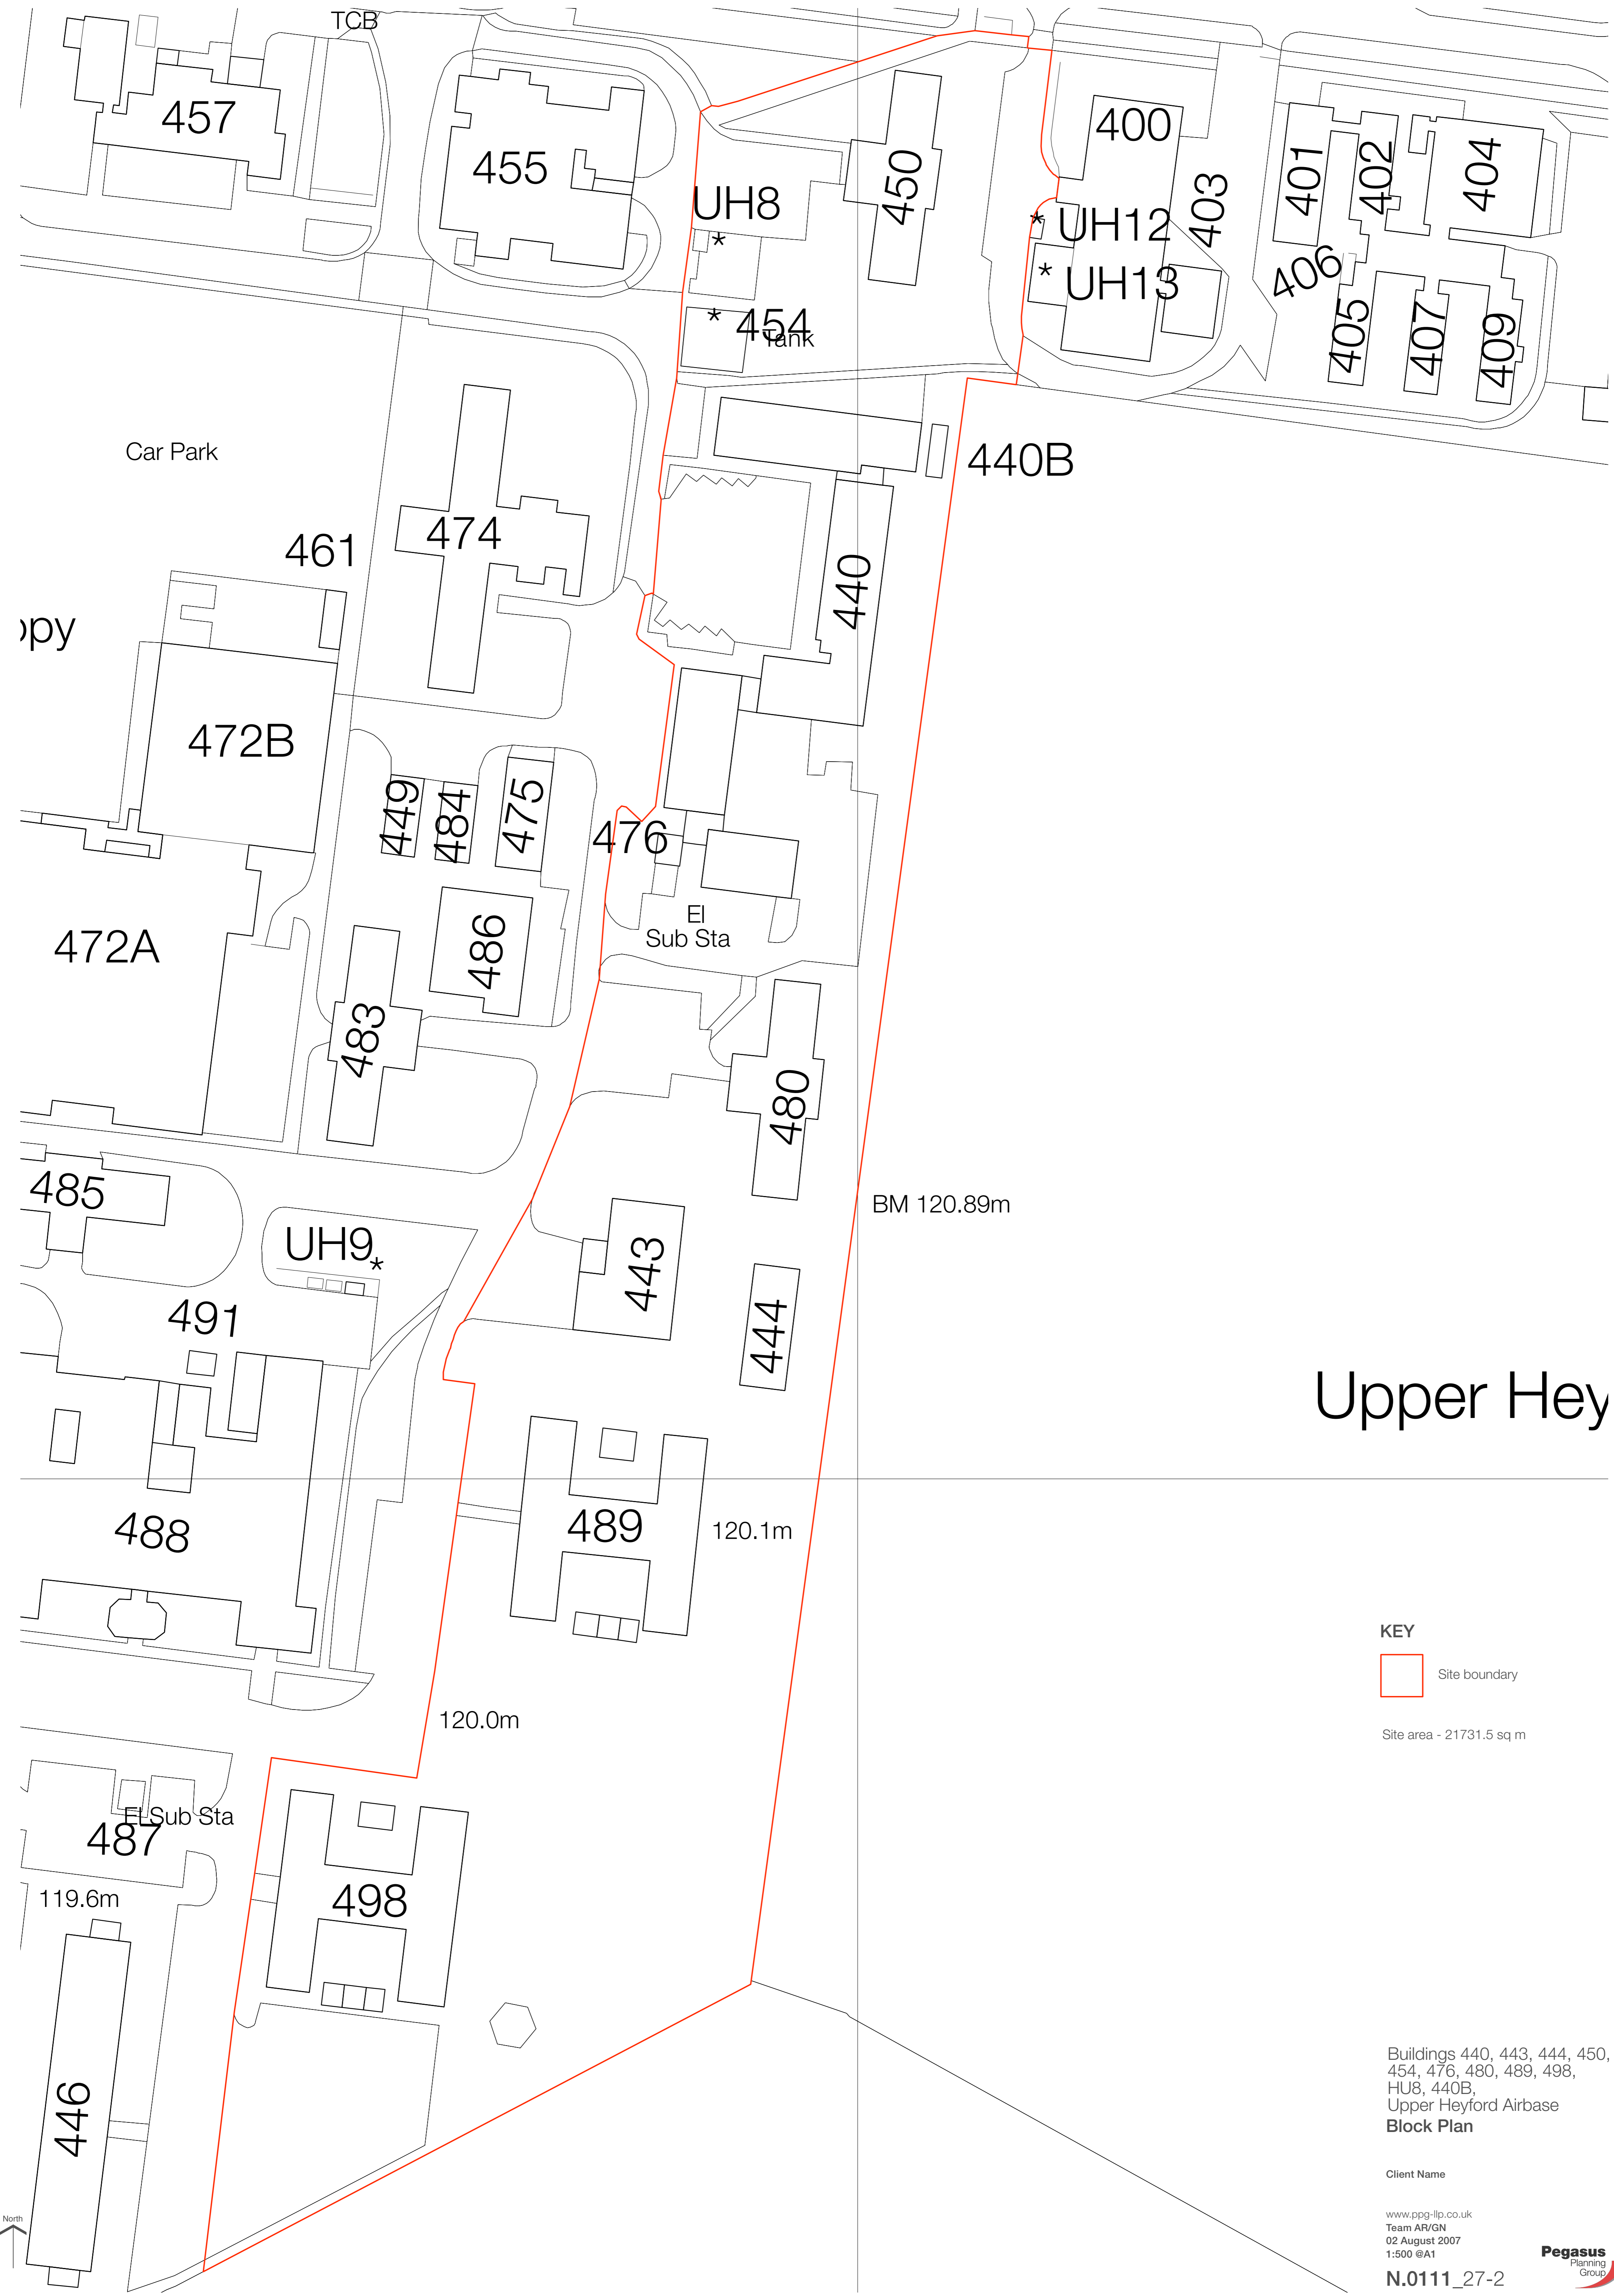 TCB
457
455
UH8
*
450
400
401
402
404
403
* UH12
* UH13
406
405
407
409
* 454
Tank
Car Park
440B
461
474
440
472B
449
484
475
476
472A
486
El
Sub Sta
483
480
485
BM 120.89m
UH9
*
443
491
444
Upper Hey
488
489
120.1m
KEY
Site boundary
120.0m
Site area - 21731.5 sq m
El Sub Sta
487
119.6m
498
446
North
Buildings 440, 443, 444, 450,
454, 476, 480, 489, 498,
HU8, 440B,
Upper Heyford Airbase
Block Plan
Client Name
www.ppg-llp.co.uk
Team AR/GN
02 August 2007
1:500 @A1
N.0111_27-2
Pegasus
Planning
Group